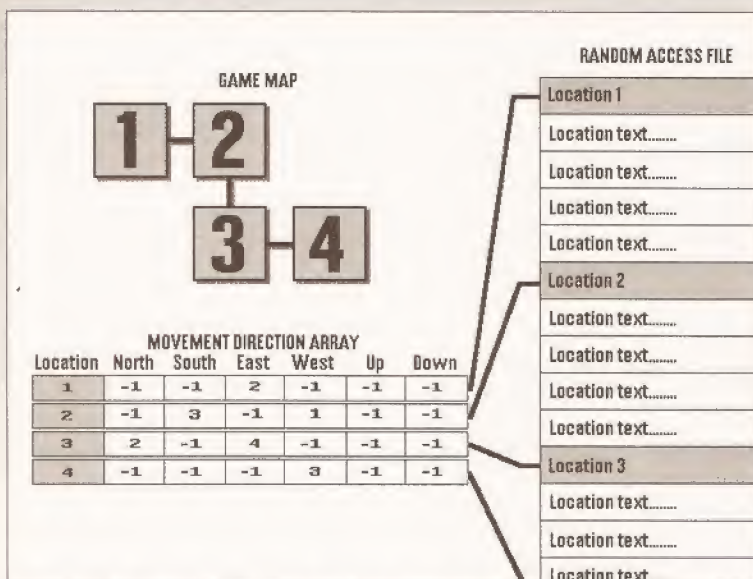 GAME MAP
1 2
3 4
MOVEMENT DIRECTION ARRAY
Location North South East West Up Down
1 -1 -1 2 -1 -1 -1
2 -1 3 -1 1 -1 -1
3 2 -1 4 -1 -1 -1
4 -1 -1 -1 3 -1 -1
RANDOM ACCESS FILE
Location 1
Location text........
Location text........
Location text........
Location text........
Location 2
Location text........
Location text........
Location text........
Location text........
Location 3
Location text........
Location text........
Location text